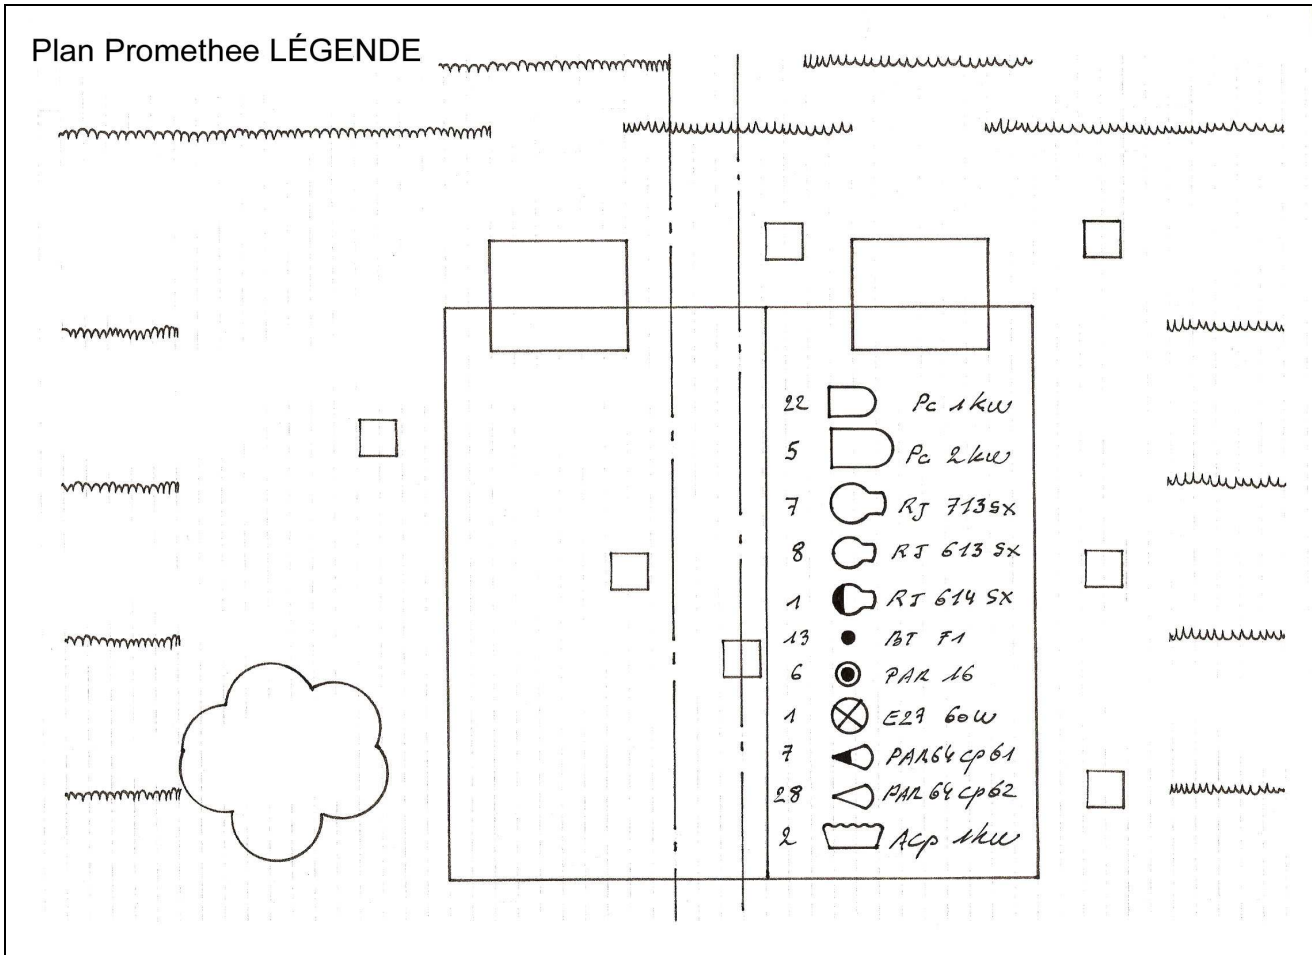 Plan Promethee LÉGENDE
22 Pc 1kw
5 Pc 2kw
7 RJ 713SX
8 RJ 613 SX
1 RJ 614 SX
13 BT F1
6 PAR 16
1 E27 60W
7 PAR64 cp61
28 PAR 64 cp62
2 Acp 1kw